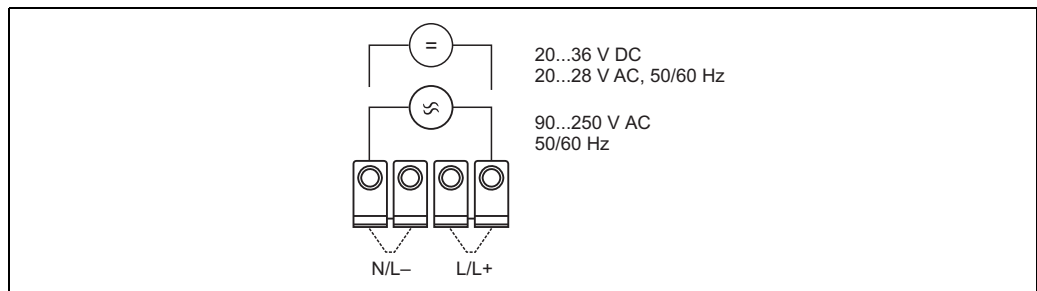 =
20...36 V DC
20...28 V AC, 50/60 Hz
90...250 V AC
50/60 Hz
N/L– L/L+